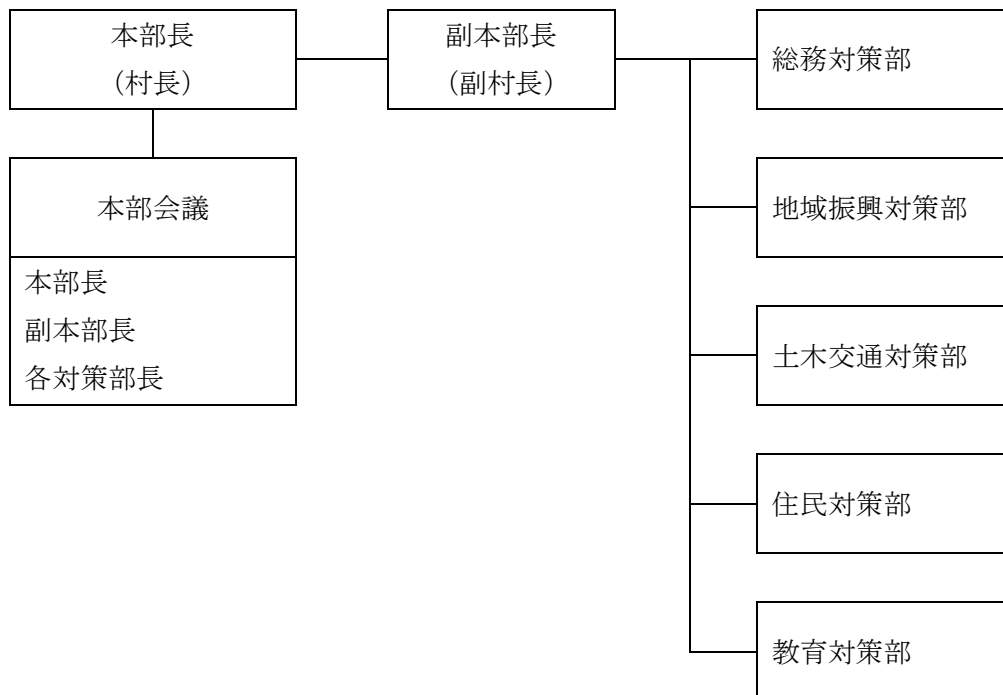 本部長
（村長）
副本部長
（副村長）
総務対策部
本部会議
本部長
副本部長
各対策部長
地域振興対策部
土木交通対策部
住民対策部
教育対策部